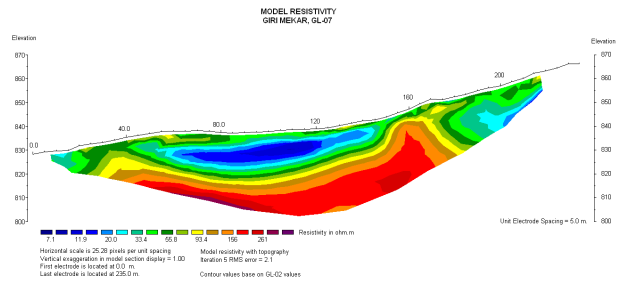 MODEL RESISTIVITY
GIRI MEKAR, GL-07
Elevation
Elevation
870
870
860
860
850
850
840
840
830
830
820
820
810
810
800
800
0.0
40.0
80.0
120
160
200
Unit Electrode Spacing = 5.0 m.
7.1 11.9 20.0 33.4 55.8 93.4 156 261
Resistivity in ohm.m
Horizontal scale is 25.28 pixels per unit spacing
Vertical exaggeration in model section display = 1.00
First electrode is located at 0.0 m.
Last electrode is located at 235.0 m.
Model resistivity with topography
Iteration 5 RMS error = 2.1
Contour values base on GL-02 values